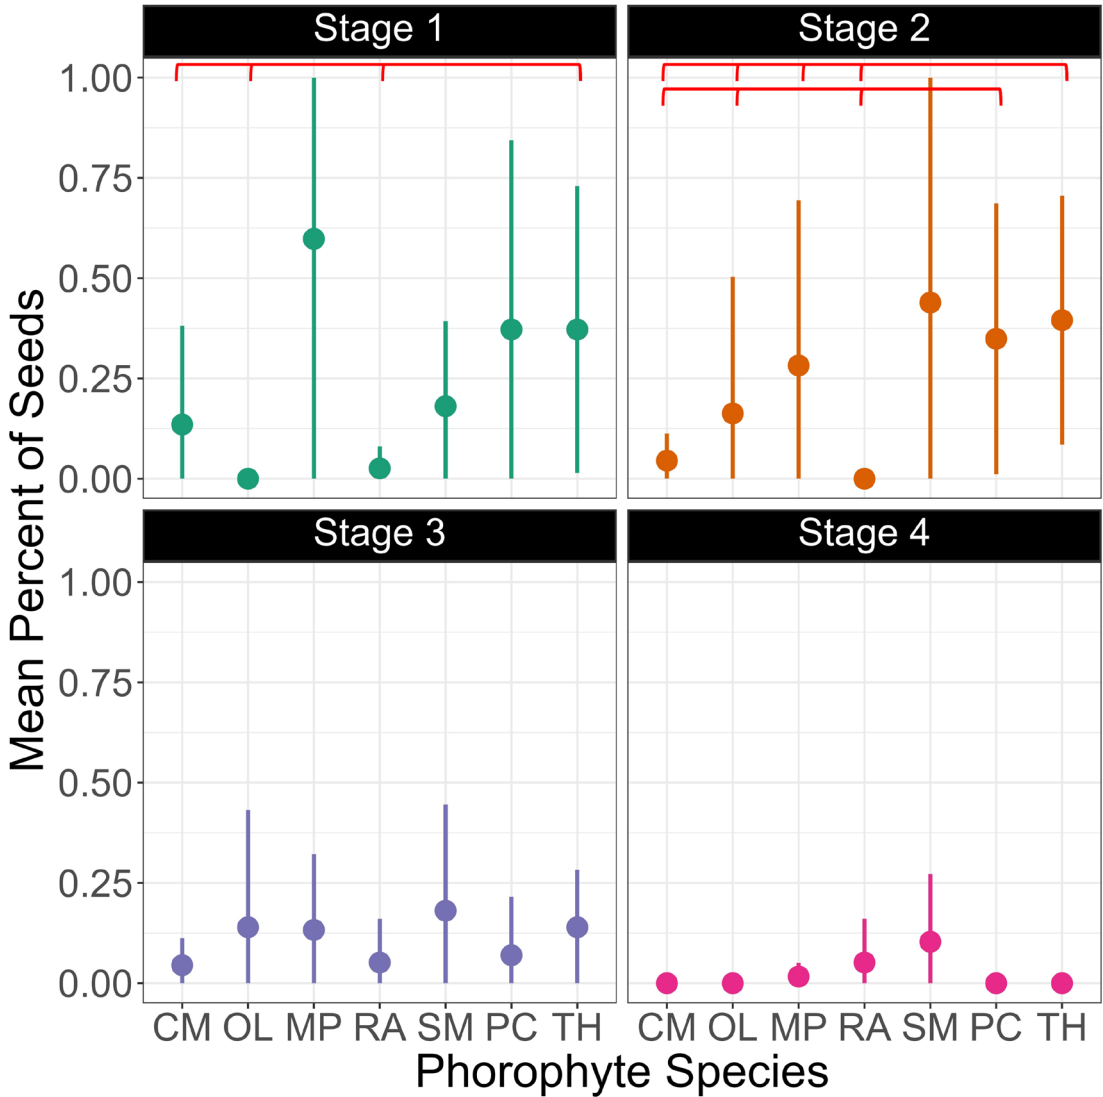 Stage 1
Stage 2
1.00
0.75
0.50
0.25
0.00
Stage 3
Stage 4
1.00
0.75
0.50
0.25
0.00
CM OL MP RA SM PC TH
CM OL MP RA SM PC TH
Mean Percent of Seeds
Phorophyte Species